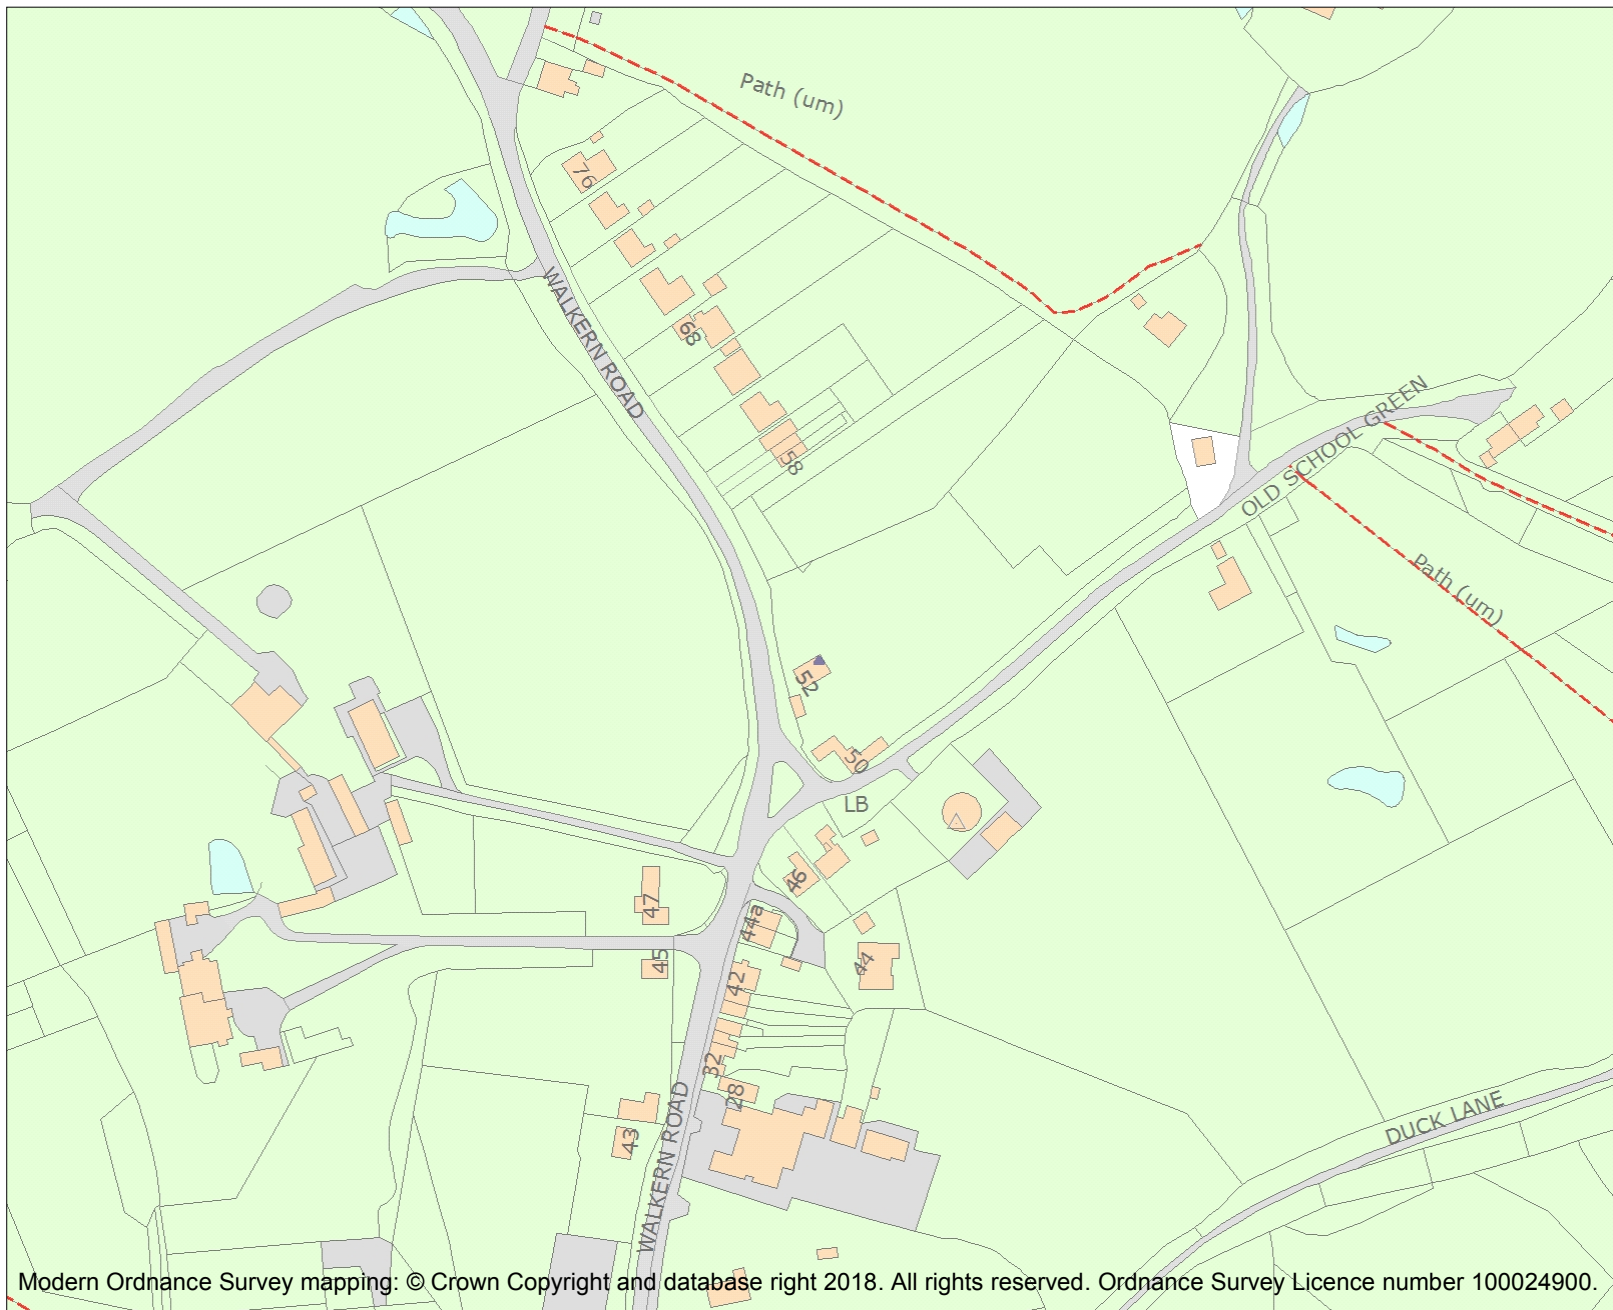 Path (um)
76
WALKERN ROAD
68
OLD SCHOOL GREEN
58
Path (um)
52
50
LB
46
47
44a
45
44
42
32
28
43
WALKERN ROAD
DUCK LANE
Modern Ordnance Survey mapping: © Crown Copyright and database right 2018. All rights reserved. Ordnance Survey Licence number 100024900.